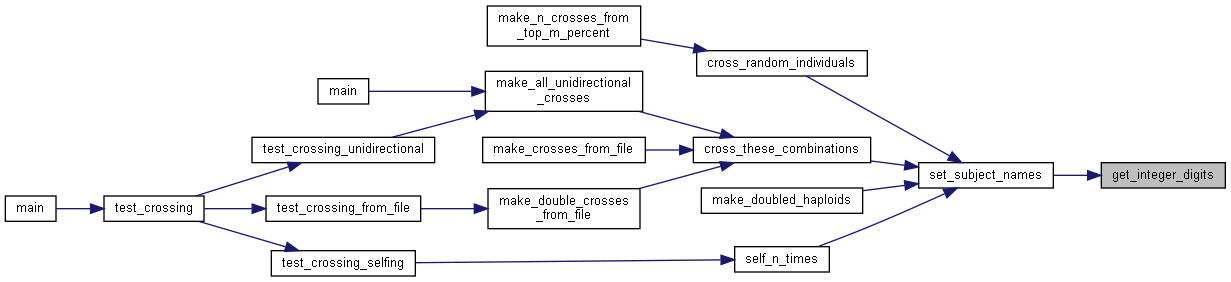 make_n_crosses_from
_top_m_percent
cross_random_individuals
main
make_all_unidirectional
_crosses
test_crossing_unidirectional
make_crosses_from_file
cross_these_combinations
set_subject_names
get_integer_digits
main
test_crossing
test_crossing_from_file
make_double_crosses
_from_file
make_doubled_haploids
test_crossing_selfing
self_n_times